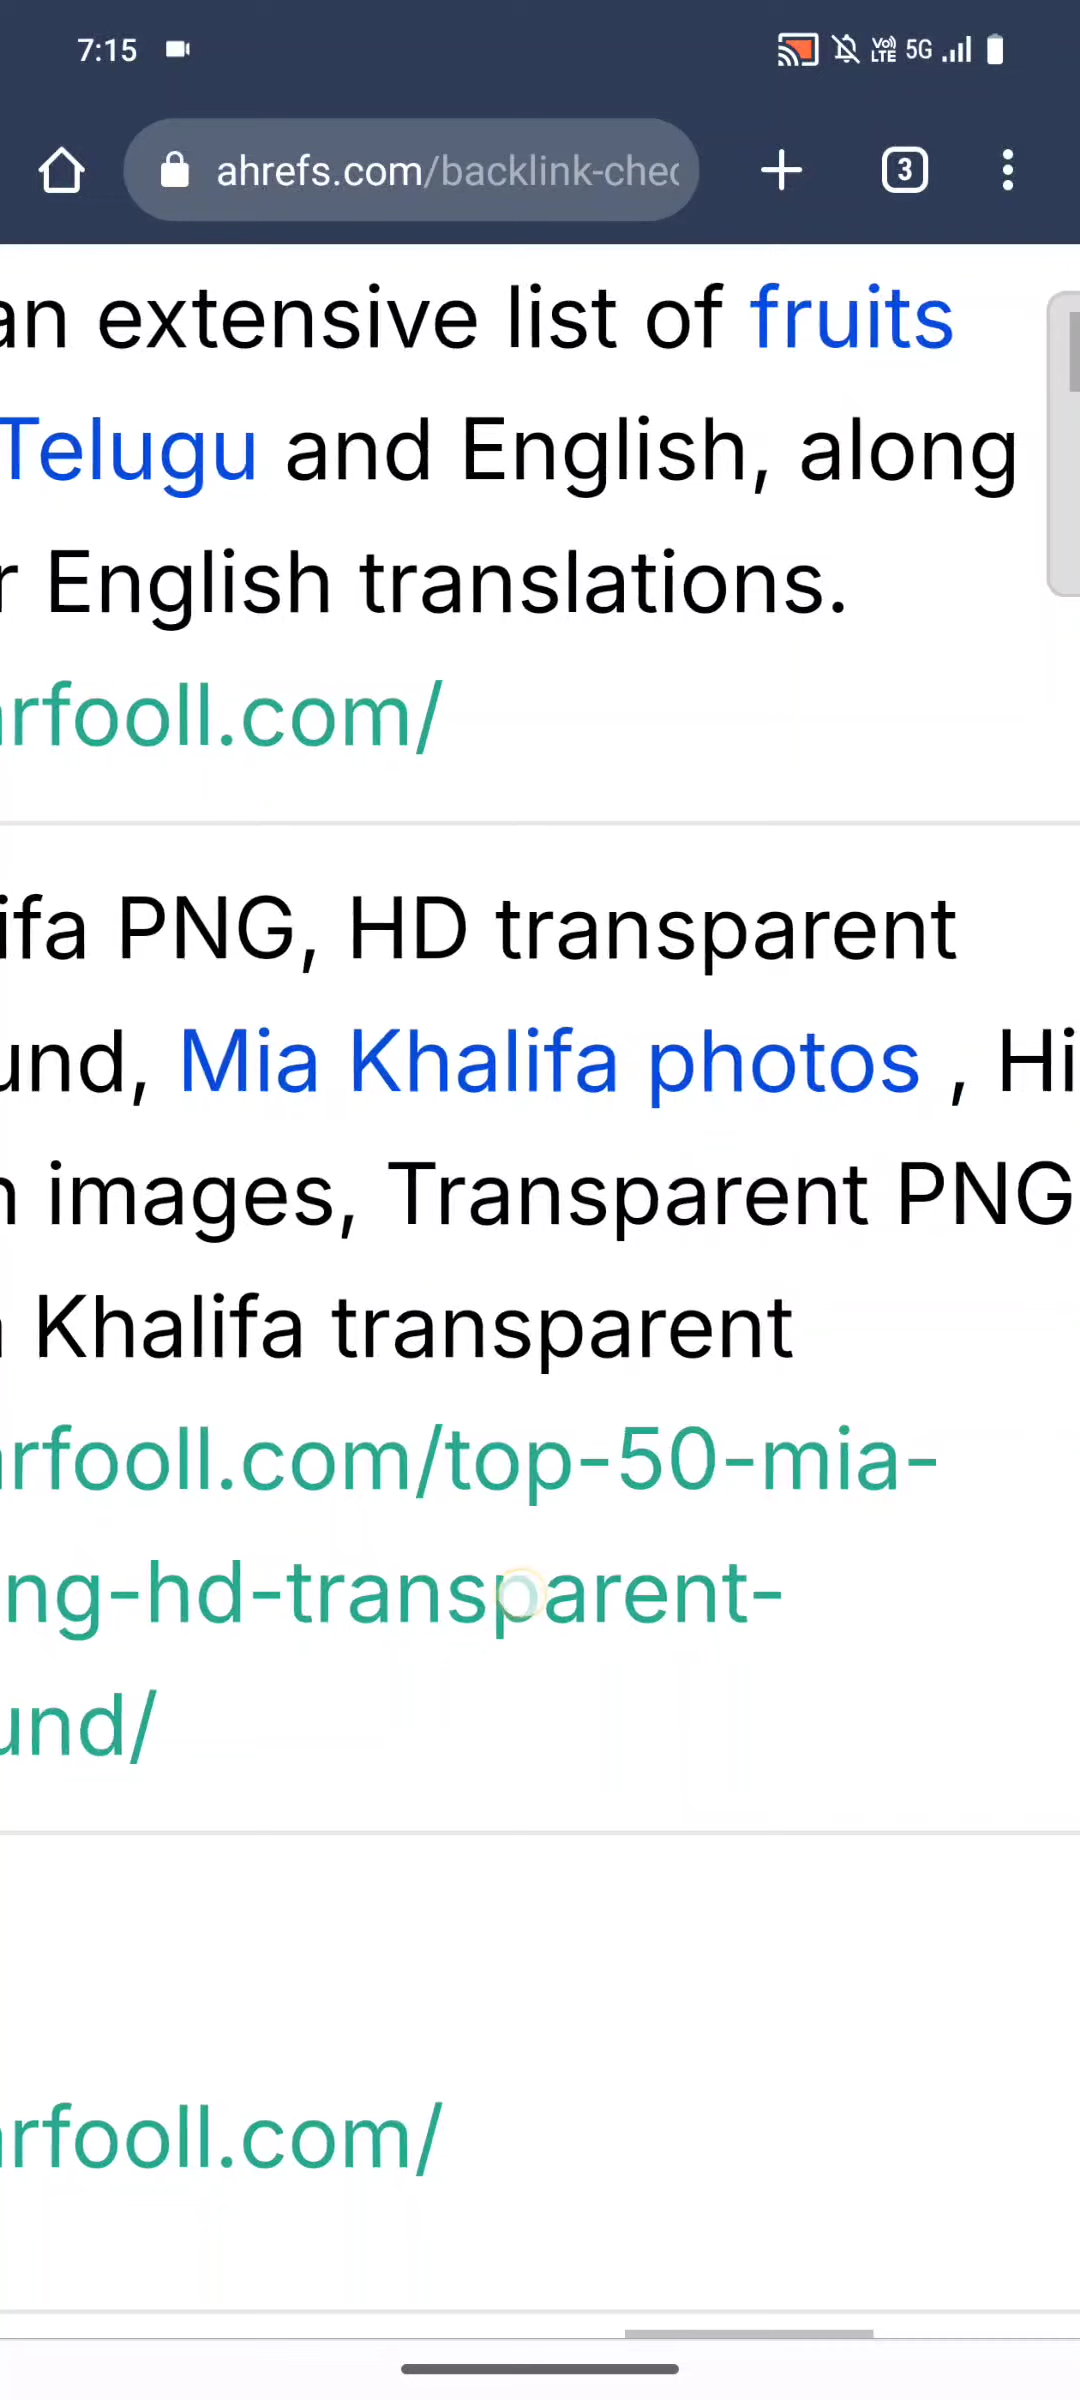 7:15 Vo) LTE 5G
ahrefs.com/backlink-chec 3
an extensive list of fruits
Telugu and English, along
r English translations.
rfooll.com/
ifa PNG, HD transparent
und, Mia Khalifa photos , Hi
images, Transparent PNG
Khalifa transparent
rfooll.com/top-50-mia-
ng-hd-transparent-
und/
rfooll.com/